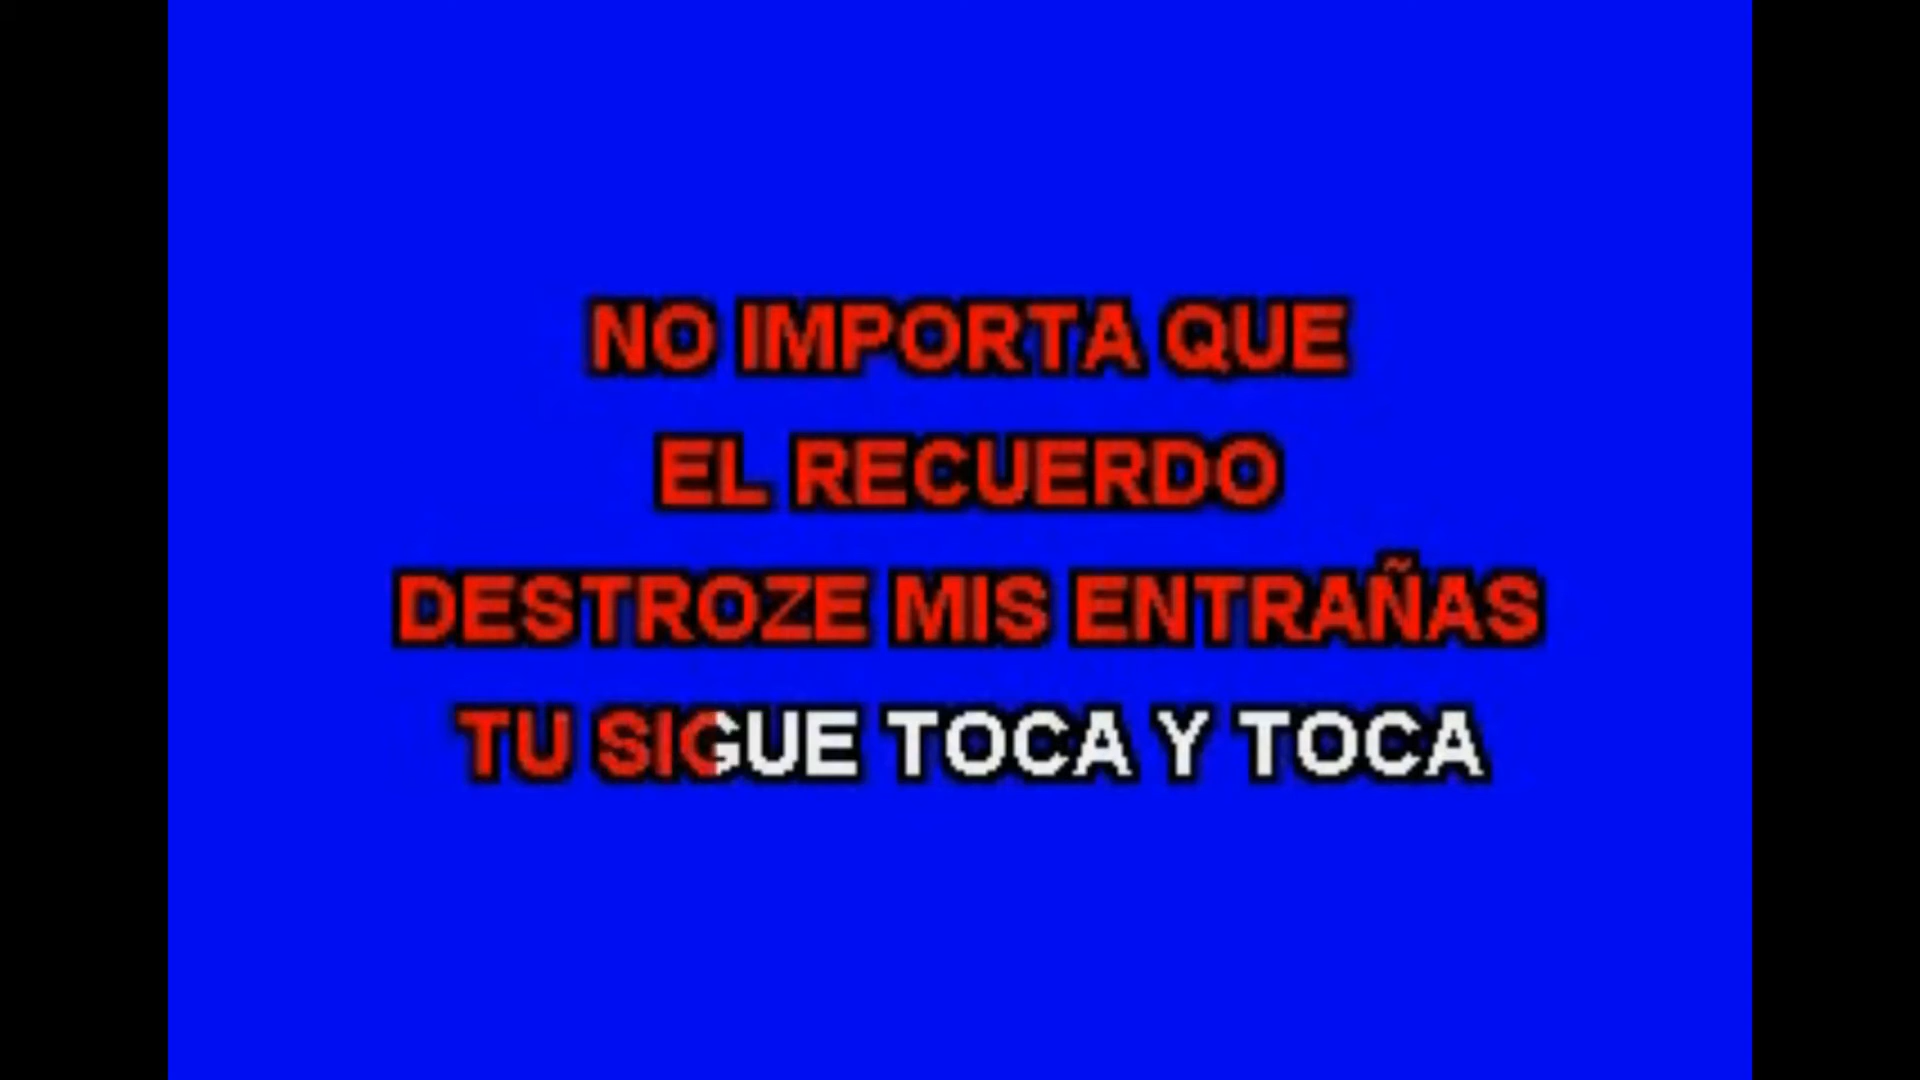 NO IMPORTA QUE
EL RECUERDO
DESTROZE MIS ENTRAÑAS
TU SIGUE TOCA Y TOCA